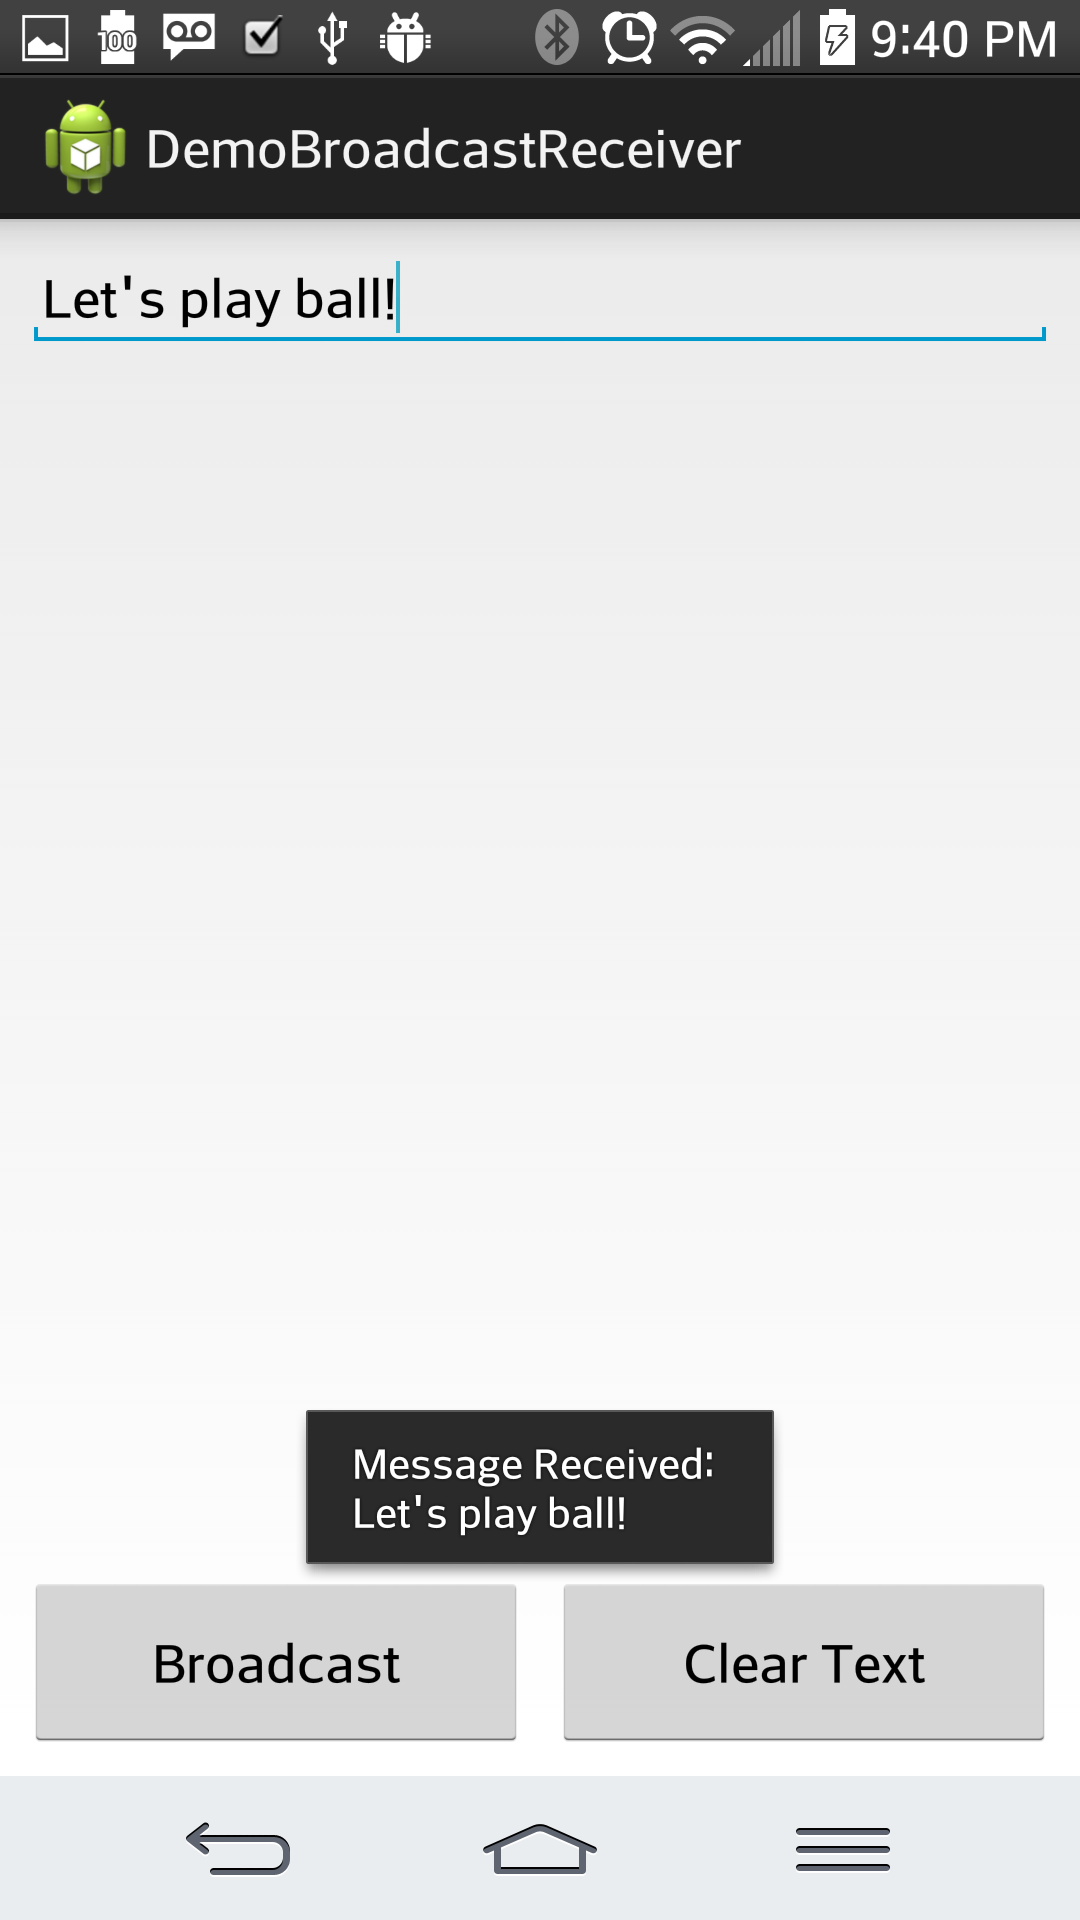 100
9:40 PM
DemoBroadcastReceiver
Let's play ball!
Message Received:
Let's play ball!
Broadcast
Clear Text